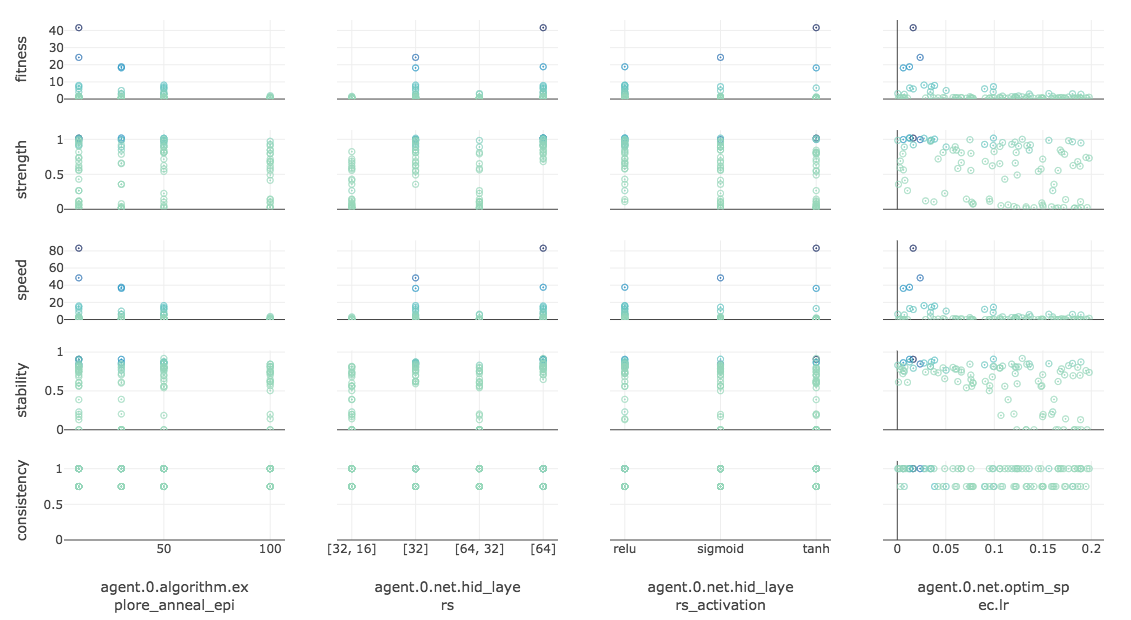 fitness
40
30
20
10
0
strength
1
0.5
0
speed
80
60
40
20
0
stability
1
0.5
0
consistency
1
0.5
0
50 100
[32, 16] [32] [64, 32] [64]
relu sigmoid tanh
0 0.05 0.1 0.15 0.2
agent.0.algorithm.ex
plore_anneal_epi
agent.0.net.hid_laye
rs
agent.0.net.hid_laye
rs_activation
agent.0.net.optim_sp
ec.lr